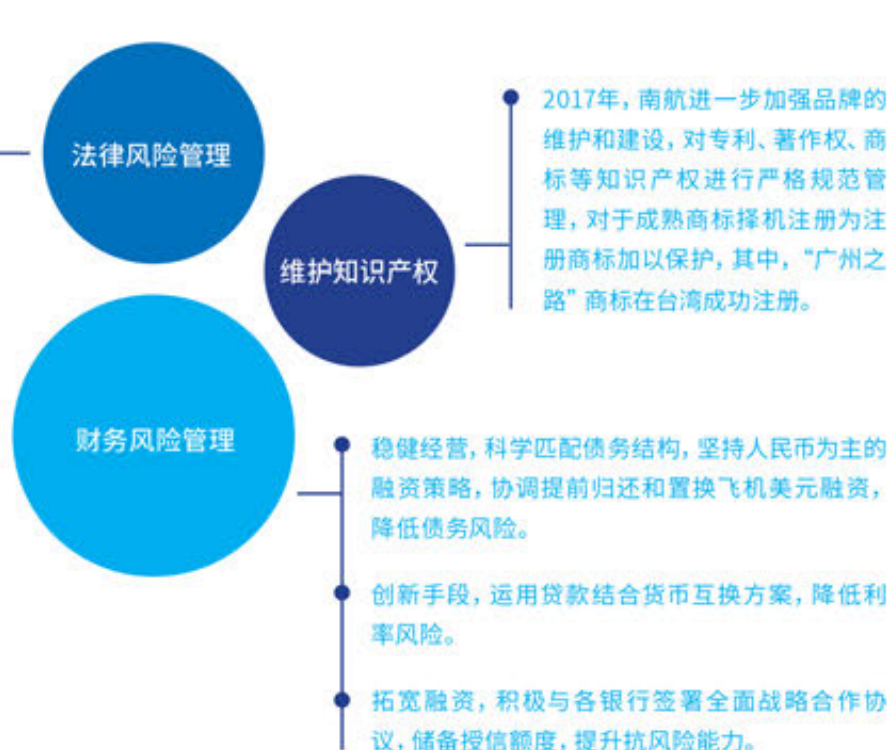 法律风险管理
维护知识产权
2017年，南航进一步加强品牌的
维护和建设，对专利、著作权、商
标等知识产权进行严格规范管
理，对于成熟商标择机注册为注
册商标加以保护，其中，“广州之
路”商标在台湾成功注册。
财务风险管理
稳健经营，科学匹配债务结构，坚持人民币为主的
融资策略，协调提前归还和置换飞机美元融资，
降低债务风险。
创新手段，运用贷款结合货币互换方案，降低利
率风险。
拓宽融资，积极与各银行签署全面战略合作协
议，储备授信额度，提升抗风险能力。